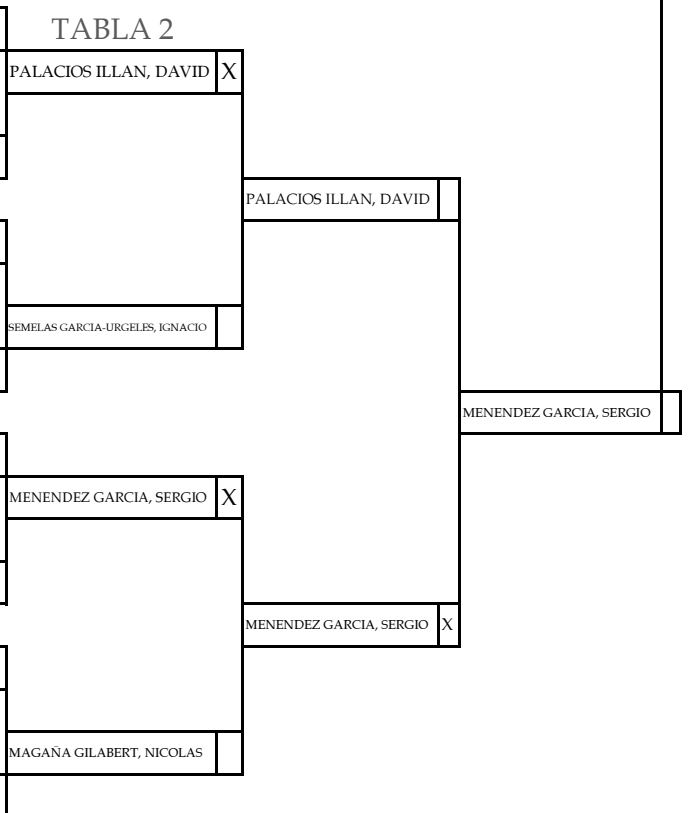 TABLA 2
PALACIOS ILLAN, DAVID X
PALACIOS ILLAN, DAVID
SEMELAS GARCIA-URGELES, IGNACIO
MENENDEZ GARCIA, SERGIO
MENENDEZ GARCIA, SERGIO X
MENENDEZ GARCIA, SERGIO X
MAGAÑA GILABERT, NICOLAS